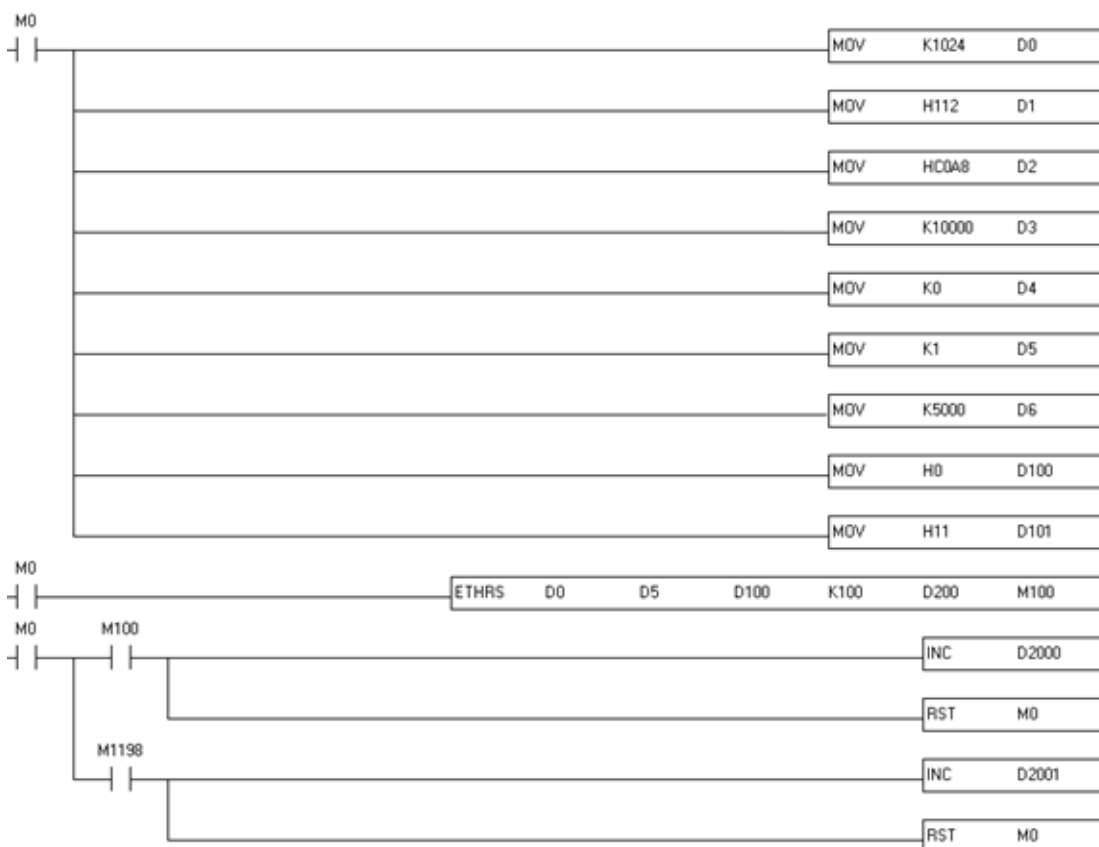 M0
MOV K1024 D0
MOV H112 D1
MOV HC0A8 D2
MOV K10000 D3
MOV K0 D4
MOV K1 D5
MOV K5000 D6
MOV H0 D100
MOV H11 D101
M0
ETHRS D0 D5 D100 K100 D200 M100
M0 M100
INC D2000
RST M0
M1198
INC D2001
RST M0